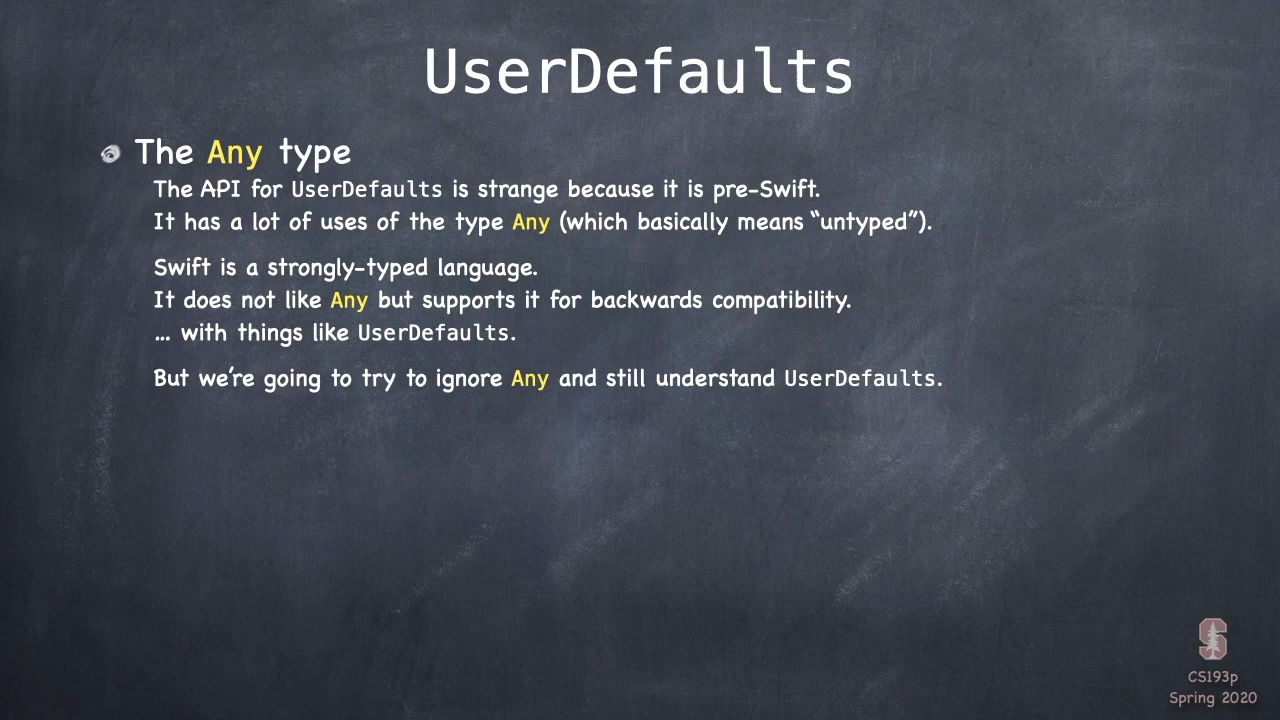 UserDefaults
The Any type
The API for UserDefaults is strange because it is pre-Swift.
It has a lot of uses of the type Any (which basically means “untyped”).
Swift is a strongly-typed language.
It does not like Any but supports it for backwards compatibility.
… with things like UserDefaults.
But we’re going to try to ignore Any and still understand UserDefaults.
S
CS193p
Spring 2020